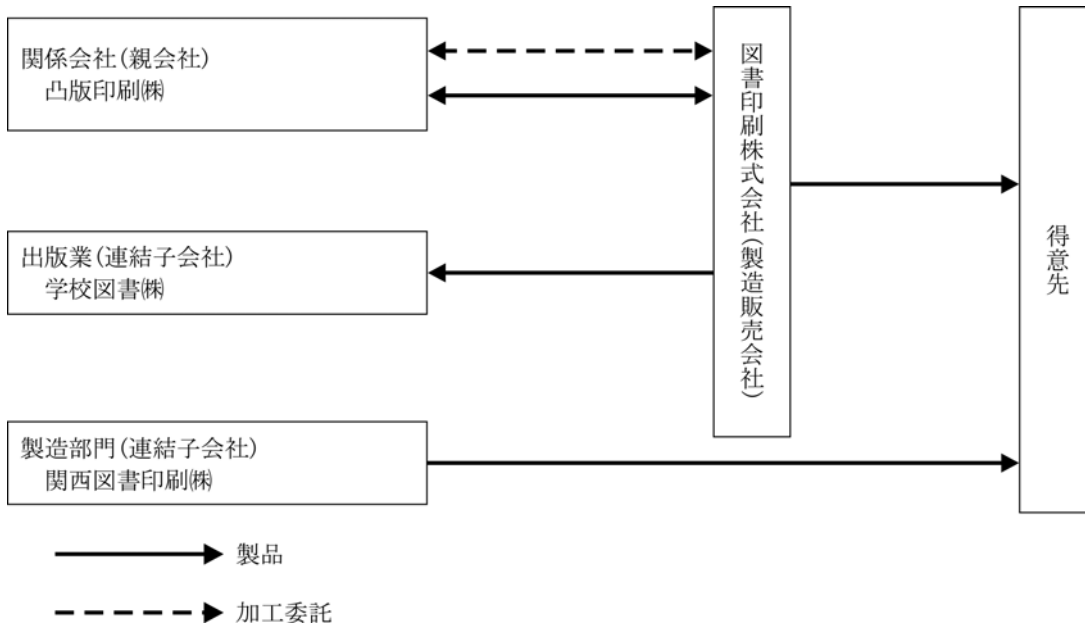 関係会社(親会社)
凸版印刷㈱
出版業(連結子会社)
学校図書㈱
製造部門(連結子会社)
関西図書印刷㈱
図書印刷株式会社(製造販売会社)
得意先
製品
加工委託